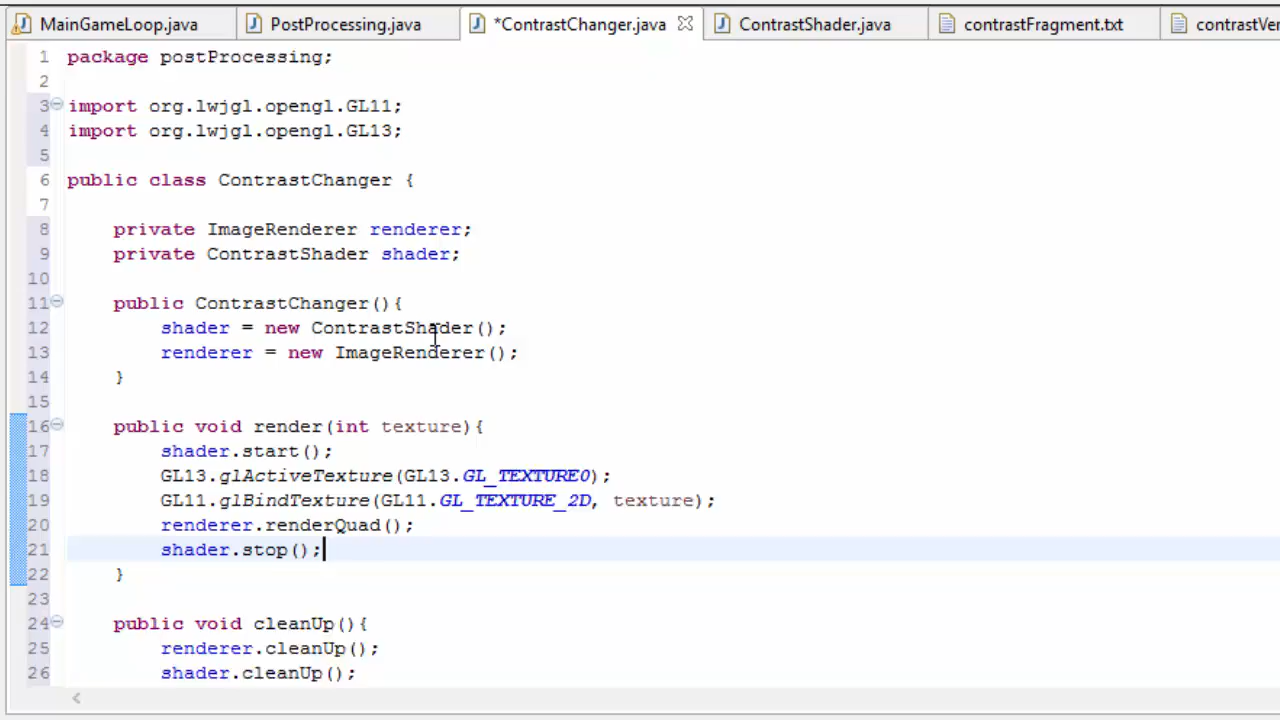 MainGameLoop.java PostProcessing.java *ContrastChanger.java ContrastShader.java contrastFragment.txt contrastVer
1 package postProcessing;
2
3 import org.lwjgl.opengl.GL11;
4 import org.lwjgl.opengl.GL13;
5
6 public class ContrastChanger {
7
8 private ImageRenderer renderer;
9 private ContrastShader shader;
10
11 public ContrastChanger(){
12 shader = new ContrastShader();
13 renderer = new ImageRenderer();
14 }
15
16 public void render(int texture){
17 shader.start();
18 GL13.glActiveTexture(GL13.GL_TEXTURE0);
19 GL11.glBindTexture(GL11.GL_TEXTURE_2D, texture);
20 renderer.renderQuad();
21 shader.stop();
22 }
23
24 public void cleanUp(){
25 renderer.cleanUp();
26 shader.cleanUp();